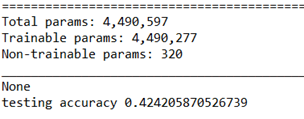 ==========================================
Total params: 4,490,597
Trainable params: 4,490,277
Non-trainable params: 320
__________________________________________
None
testing accuracy 0.424205870526739